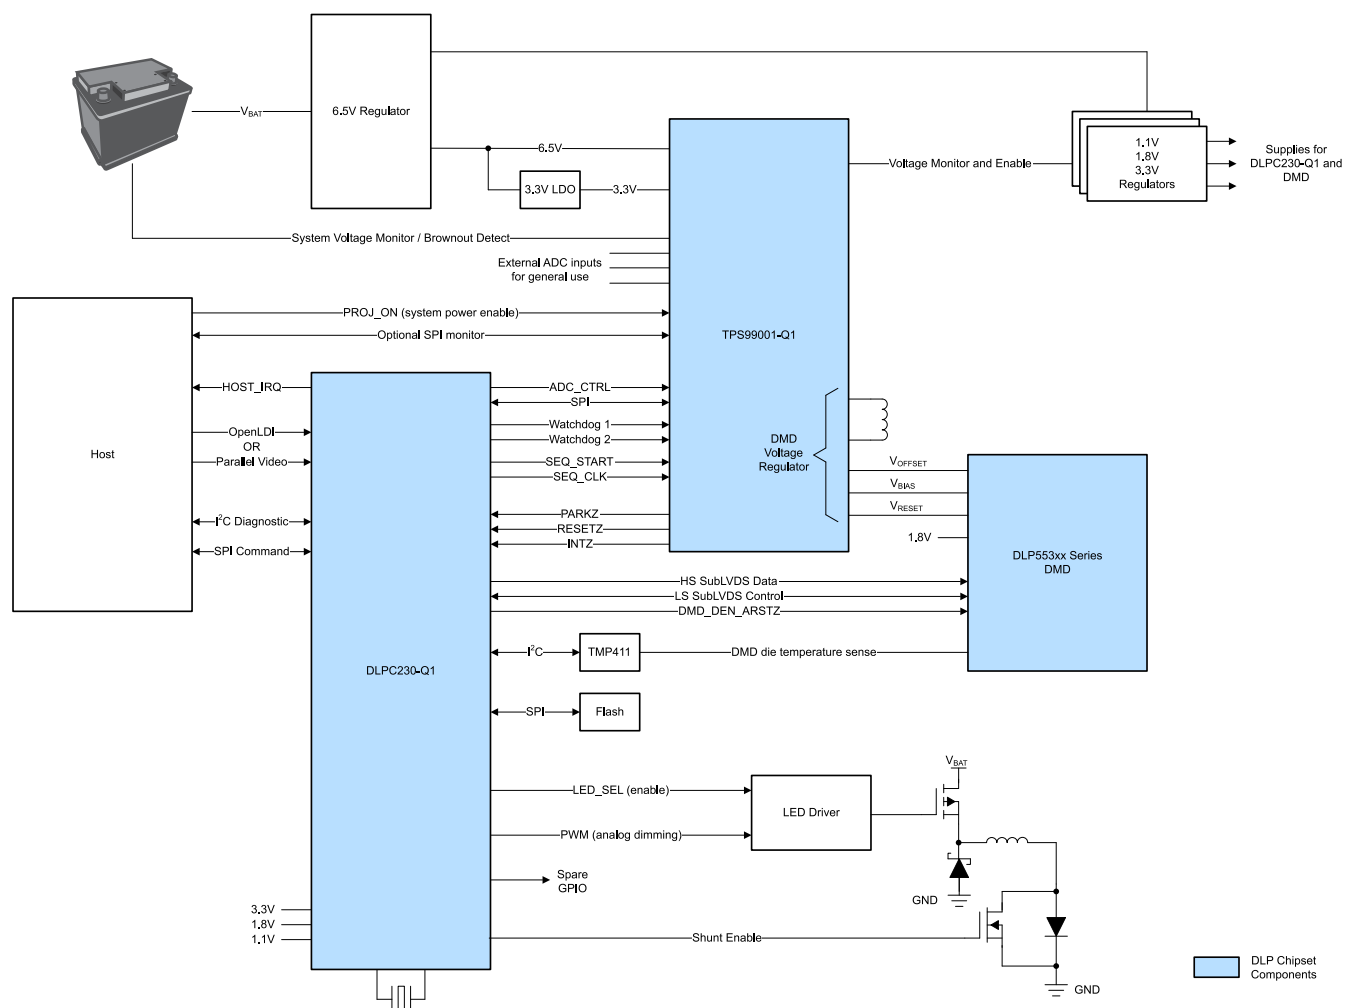 V_BAT
6.5V Regulator
6.5V
3.3V LDO
3.3V
System Voltage Monitor / Brownout Detect
External ADC inputs
for general use
Voltage Monitor and Enable
1.1V
1.8V
3.3V
Regulators
Supplies for
DLPC230-Q1 and
DMD
PROJ_ON (system power enable)
Optional SPI monitor
TPS99001-Q1
Host
HOST_IRQ
OpenLDI
OR
Parallel Video
I²C Diagnostic
SPI Command
ADC_CTRL
SPI
Watchdog 1
Watchdog 2
SEQ_START
SEQ_CLK
PARKZ
RESETZ
INTZ
DMD
Voltage
Regulator
V_OFFSET
V_BIAS
V_RESET
1.8V
DLP553xx Series
DMD
HS SubLVDS Data
LS SubLVDS Control
DMD_DEN_ARSTZ
DLPC230-Q1
I²C
TMP411
DMD die temperature sense
SPI
Flash
LED_SEL (enable)
PWM (analog dimming)
LED Driver
V_BAT
Spare
GPIO
GND
3.3V
1.8V
1.1V
Shunt Enable
GND
DLP Chipset
Components